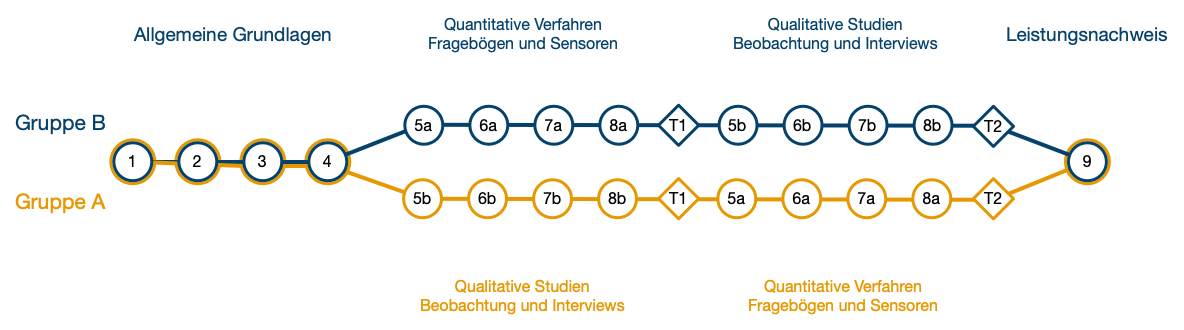 Allgemeine Grundlagen
Quantitative Verfahren
Fragebögen und Sensoren
Qualitative Studien
Beobachtung und Interviews
Leistungsnachweis
Gruppe B
5a 6a 7a 8a T1 5b 6b 7b 8b T2
1 2 3 4 9
Gruppe A
5b 6b 7b 8b T1 5a 6a 7a 8a T2
Qualitative Studien
Beobachtung und Interviews
Quantitative Verfahren
Fragebögen und Sensoren